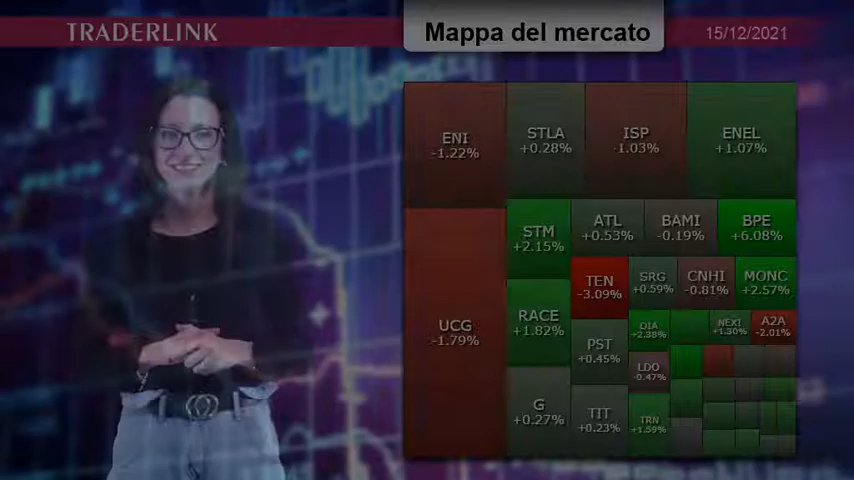 TRADERLINK
Mappa del mercato
15/12/2021
ENI
-1.22%
STLA
+0.28%
ISP
-1.03%
ENEL
+1.07%
UCG
-1.79%
STM
+2.15%
ATL
+0.53%
BAMI
-0.19%
BPE
+6.08%
TEN
-3.09%
SRG
+0.59%
CNHI
-0.81%
MONC
+2.57%
RACE
+1.82%
PST
+0.45%
DIA
+2.38%
NEXI
+1.30%
A2A
-2.01%
LDO
-0.47%
G
+0.27%
TIT
+0.23%
TRN
+1.59%